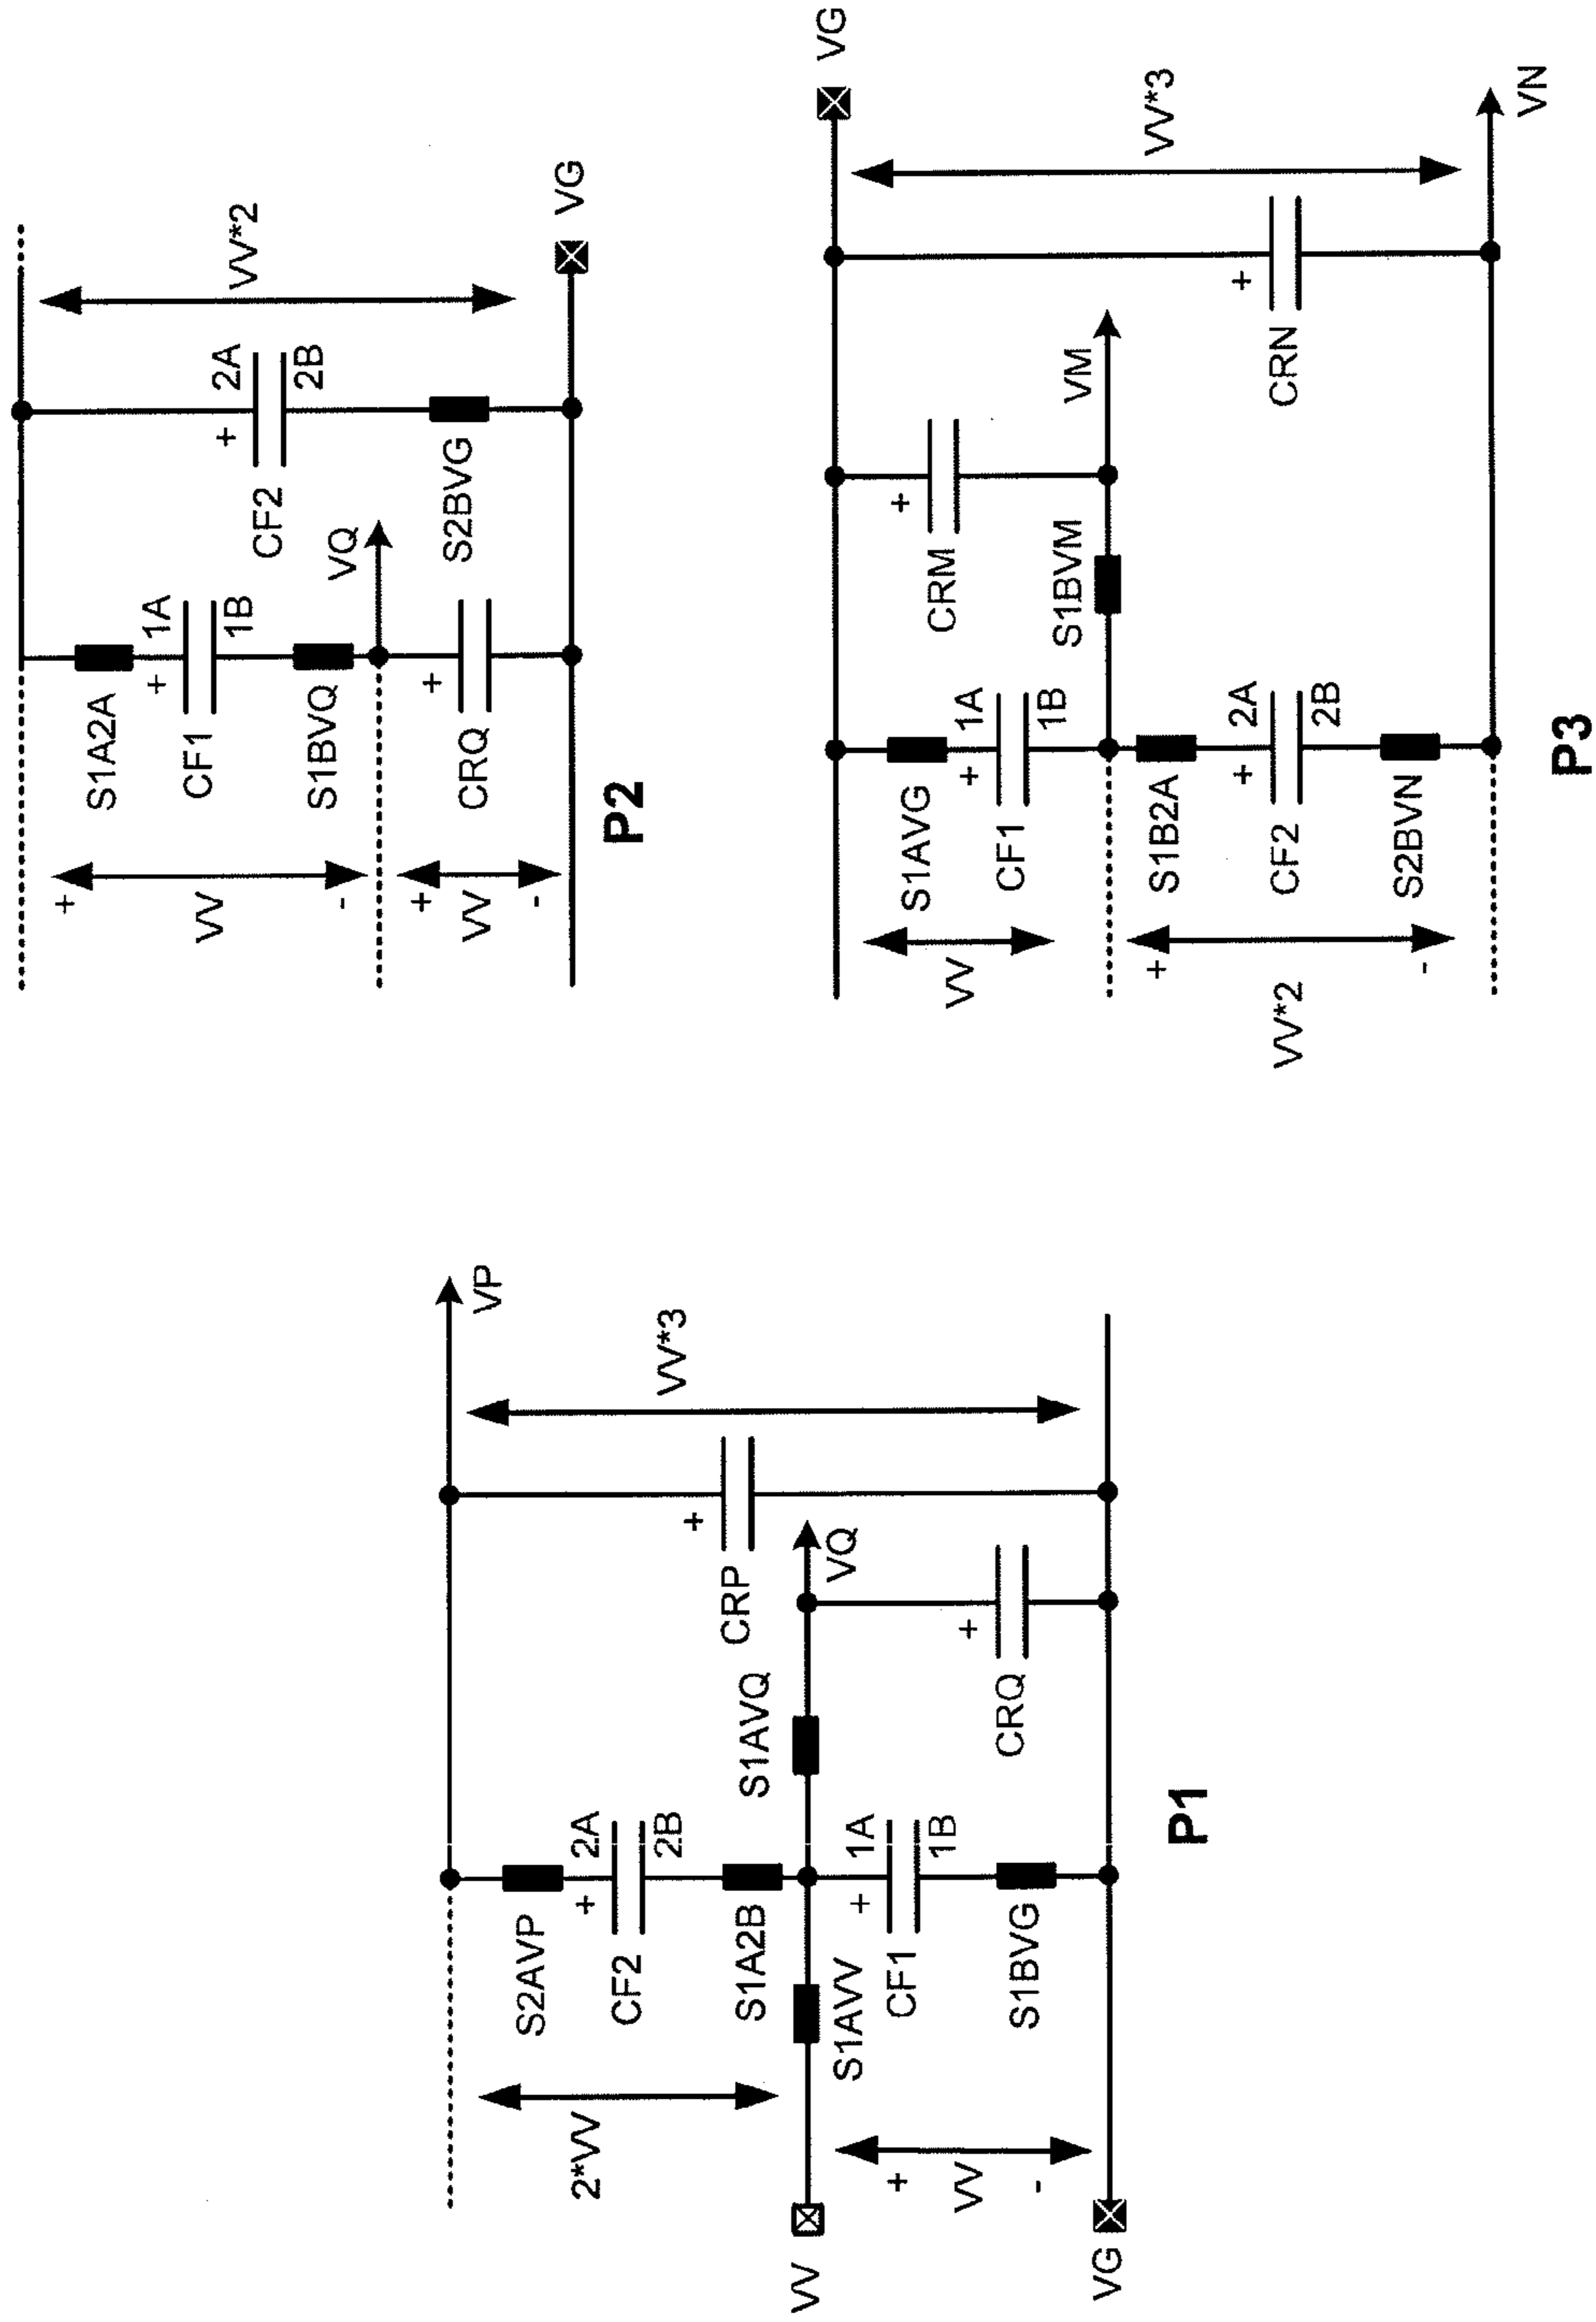 VV*2
2A
2B
CF2
S2BVG
VG
VQ
1A
1B
S1A2A
CF1
S1BVQ
CRQ
+
+
+
+
VV
-
+
VV
-
P2
VG
VV*3
VN
+
CRN
VM
+
CRM
S1BVM
1A
1B
+
S1AVG
CF1
2A
2B
+
S1B2A
CF2
S2BVN
VV
+
-
VV*2
P3
VP
VV*3
+
CRP
VQ
+
CRQ
S1AVQ
2A
2B
+
S2AVP
CF2
S1A2B
1A
1B
+
S1AVV
CF1
S1BVG
2*VV
+
VV
-
VV
VG
P1